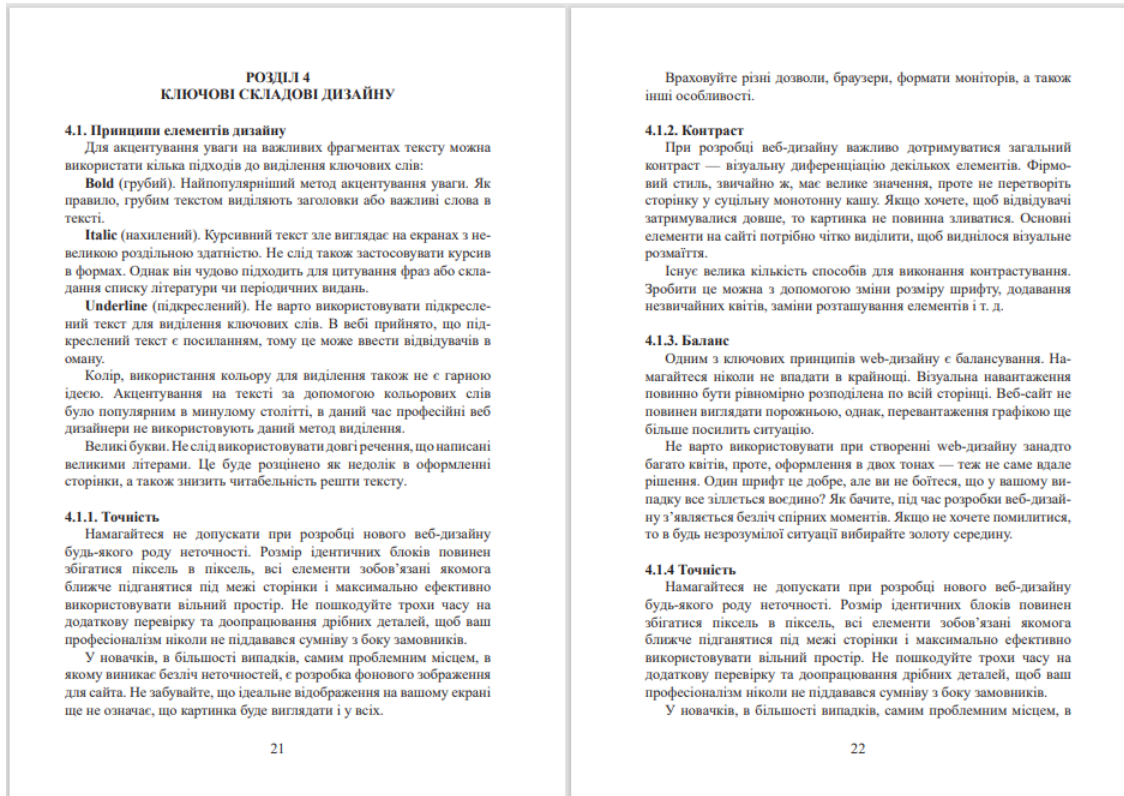 РОЗДІЛ 4
КЛЮЧОВІ СКЛАДОВІ ДИЗАЙНУ
4.1. Принципи елементів дизайну
Для акцентування уваги на важливих фрагментах тексту можна
використати кілька підходів до виділення ключових слів:
Bold (грубий). Найпопулярніший метод акцентування уваги. Як
правило, грубим текстом виділяють заголовки або важливі слова в
тексті.
Italic (нахилений). Курсивний текст зле виглядає на екранах з не-
великою роздільною здатністю. Не слід також застосовувати курсив
в формах. Однак він чудово підходить для цитування фраз або скла-
дання списку літератури чи періодичних видань.
Underline (підкреслений). Не варто використовувати підкресле-
ний текст для виділення ключових слів. В вебі прийнято, що під-
креслений текст є посиланням, тому це може ввести відвідувачів в
оману.
Колір, використання кольору для виділення також не є гарною
ідеєю. Акцентування на тексті за допомогою кольорових слів
було популярним в минулому столітті, в даний час професійні веб
дизайнери не використовують даний метод виділення.
Великі букви. Не слід використовувати довгі речення, що написані
великими літерами. Це буде розцінено як недолік в оформленні
сторінки, а також знизить читабельність решти тексту.
4.1.1. Точність
Намагайтеся не допускати при розробці нового веб-дизайну
будь-якого роду неточності. Розмір ідентичних блоків повинен
збігатися піксель в піксель, всі елементи зобов’язані якомога
ближче підганятися під межі сторінки і максимально ефективно
використовувати вільний простір. Не пошкодуйте трохи часу на
додаткову перевірку та доопрацювання дрібних деталей, щоб ваш
професіоналізм ніколи не піддавався сумніву з боку замовників.
У новачків, в більшості випадків, самим проблемним місцем, в
якому виникає безліч неточностей, є розробка фонового зображення
для сайта. Не забувайте, що ідеальне відображення на вашому екрані
ще не означає, що картинка буде виглядати і у всіх.
21
Враховуйте різні дозволи, браузери, формати моніторів, а також
інші особливості.
4.1.2. Контраст
При розробці веб-дизайну важливо дотримуватися загальний
контраст — візуальну диференціацію декількох елементів. Фірмо-
вий стиль, звичайно ж, має велике значення, проте не перетворіть
сторінку у суцільну монотонну кашу. Якщо хочете, щоб відвідувачі
затримувалися довше, то картинка не повинна зливатися. Основні
елементи на сайті потрібно чітко виділити, щоб виднілося візуальне
розмаїття.
Існує велика кількість способів для виконання контрастування.
Зробити це можна з допомогою зміни розміру шрифту, додавання
незвичайних квітів, заміни розташування елементів і т. д.
4.1.3. Баланс
Одним з ключових принципів web-дизайну є балансування. На-
магайтеся ніколи не впадати в крайнощі. Візуальна навантаження
повинно бути рівномірно розподілена по всій сторінці. Веб-сайт не
повинен виглядати порожньою, однак, перевантаження графікою ще
більше посилить ситуацію.
Не варто використовувати при створенні web-дизайну занадто
багато квітів, проте, оформлення в двох тонах — теж не саме вдале
рішення. Один шрифт це добре, але ви не боїтеся, що у вашому ви-
падку все зіллється воєдино? Як бачите, під час розробки веб-дизай-
ну з’являється безліч спірних моментів. Якщо не хочете помилитися,
то в будь незрозумілої ситуації вибирайте золоту середину.
4.1.4 Точність
Намагайтеся не допускати при розробці нового веб-дизайну
будь-якого роду неточності. Розмір ідентичних блоків повинен
збігатися піксель в піксель, всі елементи зобов’язані якомога
ближче підганятися під межі сторінки і максимально ефективно
використовувати вільний простір. Не пошкодуйте трохи часу на
додаткову перевірку та доопрацювання дрібних деталей, щоб ваш
професіоналізм ніколи не піддавався сумніву з боку замовників.
У новачків, в більшості випадків, самим проблемним місцем, в
22